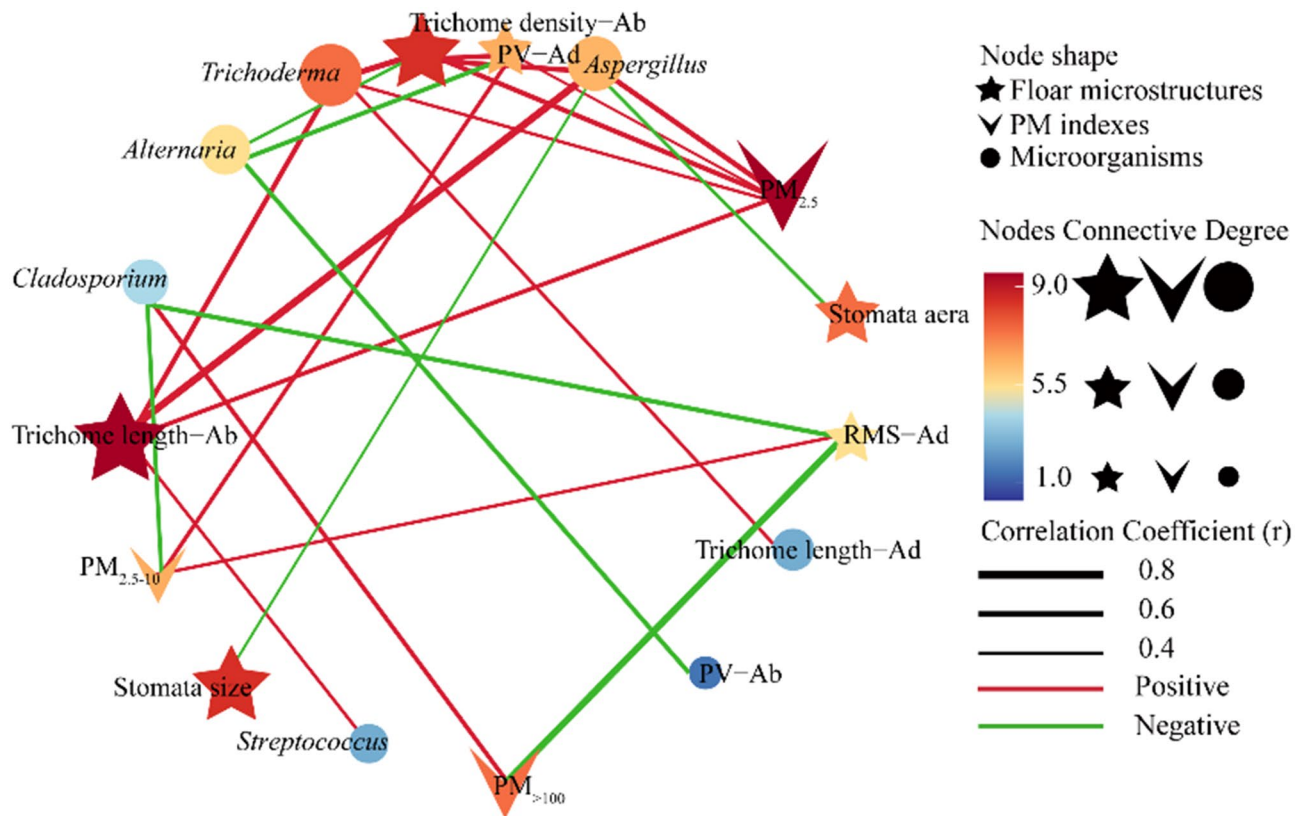 Trichome density-Ab
PV-Ad
Aspergillus
Trichoderma
Alternaria
PM2.5
Cladosporium
Stomata aera
Trichome length-Ab
RMS-Ad
PM2.5-10
Trichome length-Ad
Stomata size
PV-Ab
Streptococcus
PM>100
Node shape
Floar microstructures
PM indexes
Microorganisms
Nodes Connective Degree
9.0
5.5
1.0
Correlation Coefficient (r)
0.8
0.6
0.4
Positive
Negative